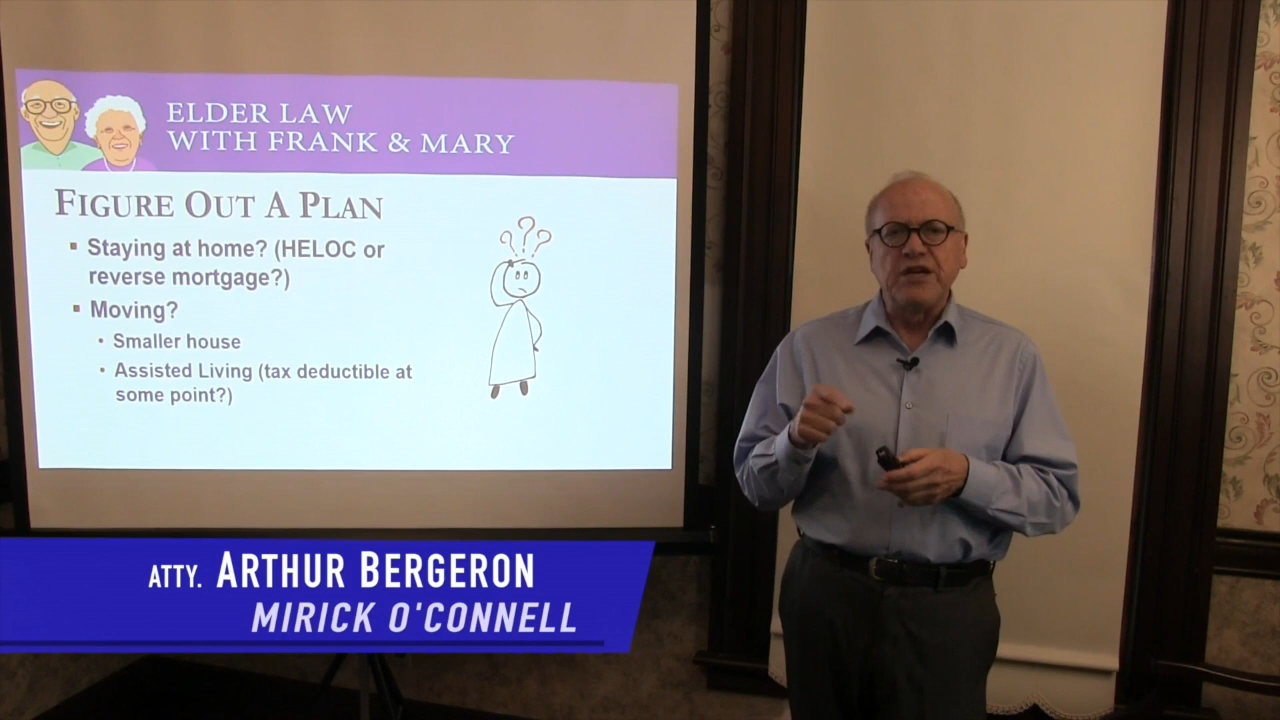 ELDER LAW
WITH FRANK & MARY
FIGURE OUT A PLAN
▪ Staying at home? (HELOC or
reverse mortgage?)
▪ Moving?
• Smaller house
• Assisted Living (tax deductible at
some point?)
???
ATTY. ARTHUR BERGERON
MIRICK O'CONNELL